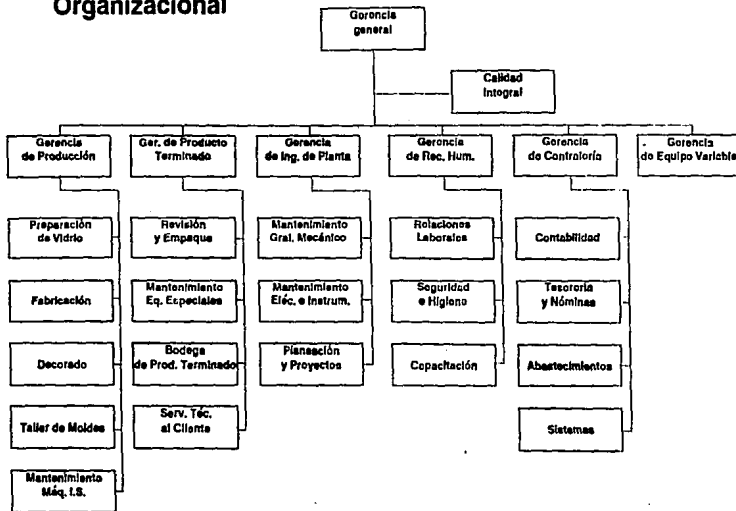 Organizacional
Gerencia
general
Calidad
Integral
Gerencia
de Producción
Ger. de Producto
Terminado
Gerencia
de Ing. de Planta
Gerencia
de Rec. Hum.
Gerencia
de Contraloría
Gerencia
de Equipo Variable
Preparación
de Vidrio
Fabricación
Decorado
Taller de Moldes
Mantenimiento
Máq. I.S.
Revisión
y Empaque
Mantenimiento
Eq. Especiales
Bodega
de Prod. Terminado
Serv. Téc.
al Cliente
Mantenimiento
Gral. Mecánico
Mantenimiento
Eléc. e Instrum.
Planeación
y Proyectos
Relaciones
Laborales
Seguridad
e Higiene
Capacitación
Contabilidad
Tesorería
y Nóminas
Abastecimientos
Sistemas